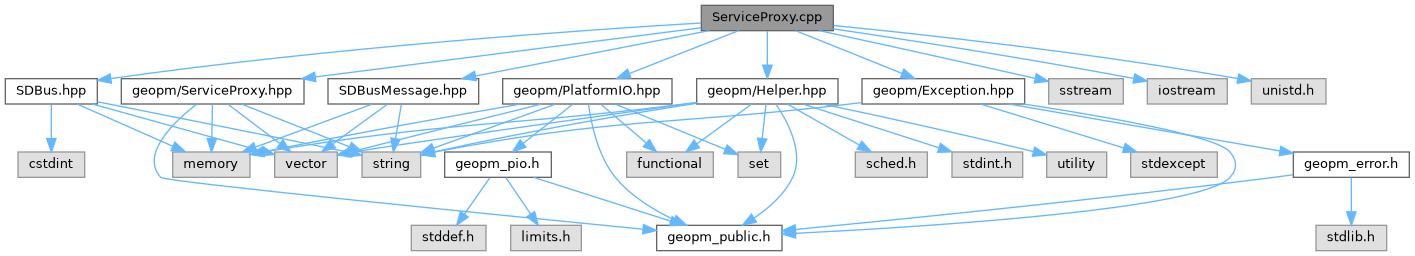 ServiceProxy.cpp
SDBus.hpp
geopm/ServiceProxy.hpp
SDBusMessage.hpp
geopm/PlatformIO.hpp
geopm/Helper.hpp
geopm/Exception.hpp
sstream
iostream
unistd.h
cstdint
memory
vector
string
geopm_pio.h
functional
set
sched.h
stdint.h
utility
stdexcept
geopm_error.h
stddef.h
limits.h
geopm_public.h
stdlib.h